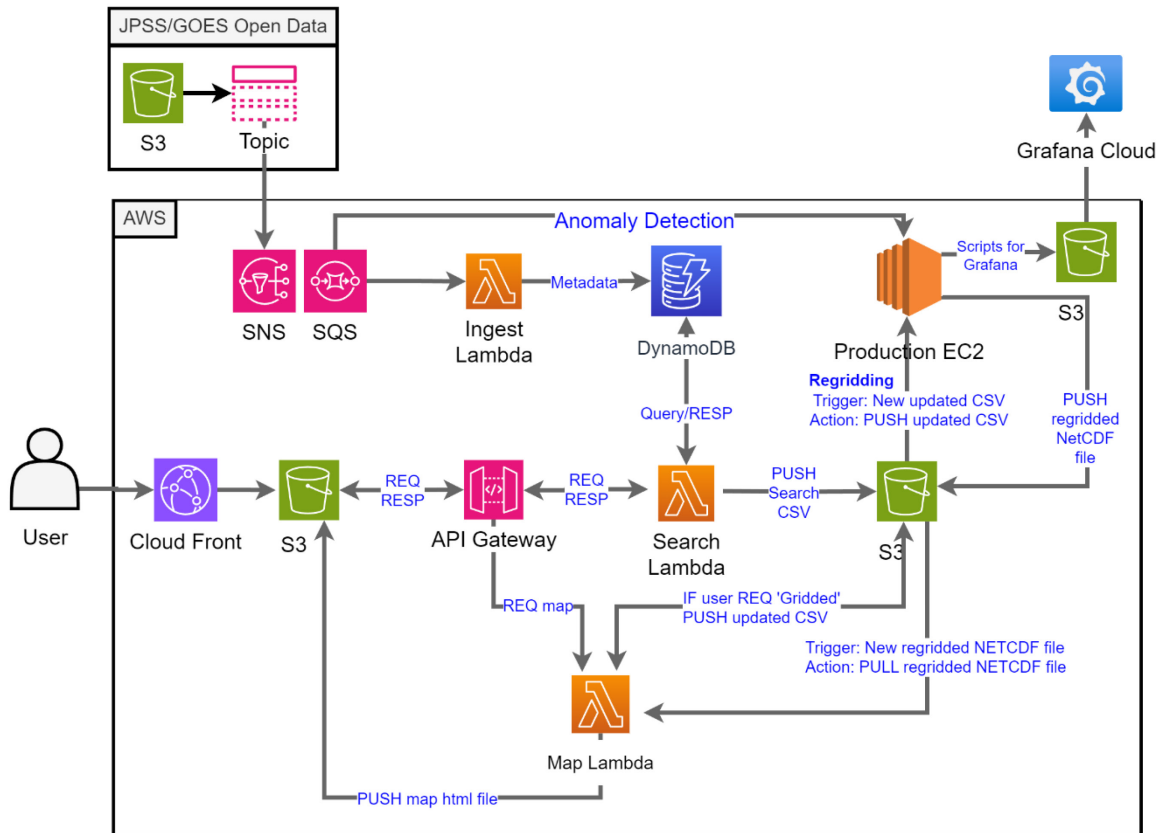 JPSS/GOES Open Data
S3
Topic
Grafana Cloud
AWS
Anomaly Detection
Scripts for
Grafana
Metadata
SNS
SQS
Ingest
Lambda
DynamoDB
S3
Production EC2
Regridding
Trigger: New updated CSV
Action: PUSH updated CSV
PUSH
regridded
NetCDF
file
Query/RESP
User
Cloud Front
S3
REQ
RESP
API Gateway
REQ
RESP
Search
Lambda
PUSH
Search
CSV
S3
REQ map
IF user REQ 'Gridded'
PUSH updated CSV
Trigger: New regridded NETCDF file
Action: PULL regridded NETCDF file
Map Lambda
PUSH map html file